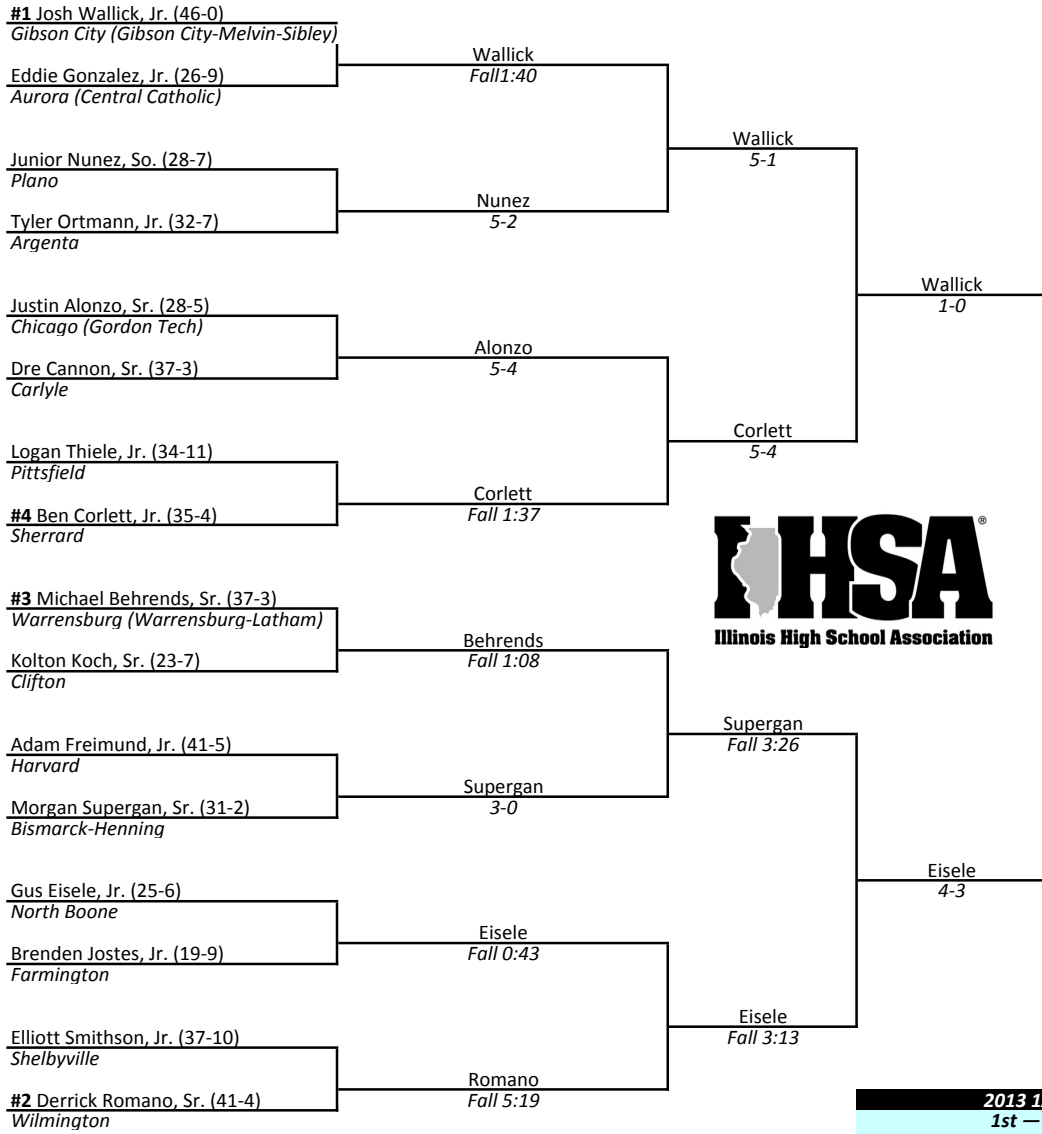 #1 Josh Wallick, Jr. (46-0)
Gibson City (Gibson City-Melvin-Sibley)
Wallick
Fall1:40
Eddie Gonzalez, Jr. (26-9)
Aurora (Central Catholic)
Wallick
5-1
Junior Nunez, So. (28-7)
Plano
Nunez
5-2
Tyler Ortmann, Jr. (32-7)
Argenta
Wallick
1-0
Justin Alonzo, Sr. (28-5)
Chicago (Gordon Tech)
Alonzo
5-4
Dre Cannon, Sr. (37-3)
Carlyle
Corlett
5-4
Logan Thiele, Jr. (34-11)
Pittsfield
Corlett
Fall 1:37
#4 Ben Corlett, Jr. (35-4)
Sherrard
IHSA®
Illinois High School Association
#3 Michael Behrends, Sr. (37-3)
Warrensburg (Warrensburg-Latham)
Behrends
Fall 1:08
Kolton Koch, Sr. (23-7)
Clifton
Supergan
Fall 3:26
Adam Freimund, Jr. (41-5)
Harvard
Supergan
3-0
Morgan Supergan, Sr. (31-2)
Bismarck-Henning
Eisele
4-3
Gus Eisele, Jr. (25-6)
North Boone
Eisele
Fall 0:43
Brenden Jostes, Jr. (19-9)
Farmington
Eisele
Fall 3:13
Elliott Smithson, Jr. (37-10)
Shelbyville
Romano
Fall 5:19
#2 Derrick Romano, Sr. (41-4)
Wilmington
2013 1
1st —